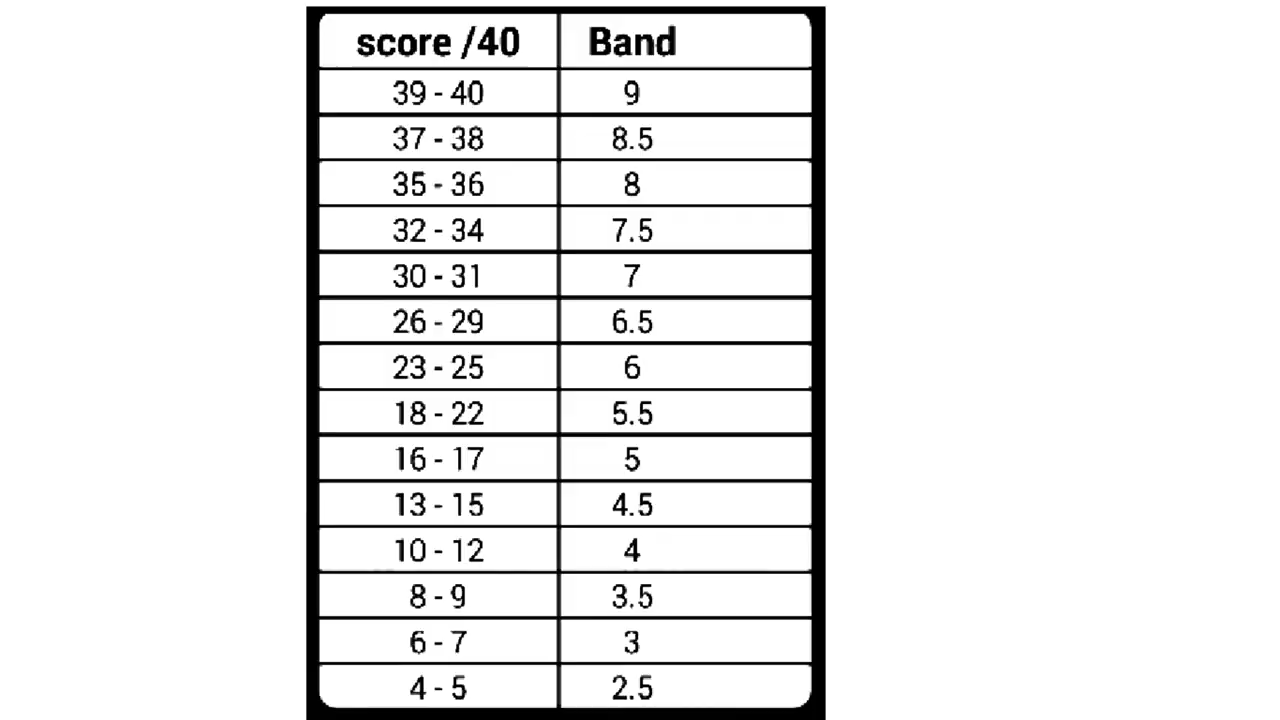 score /40 Band
39 - 40 9
37 - 38 8.5
35 - 36 8
32 - 34 7.5
30 - 31 7
26 - 29 6.5
23 - 25 6
18 - 22 5.5
16 - 17 5
13 - 15 4.5
10 - 12 4
8 - 9 3.5
6 - 7 3
4 - 5 2.5